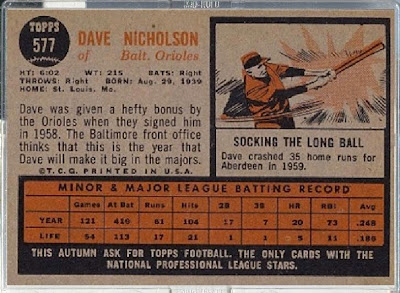 TOPPS
577
DAVE NICHOLSON
of Balt. Orioles
HT: 6:02 WT: 215 BATS: Right
THROWS: Right BORN: Aug. 29, 1939
HOME: St. Louis, Mo.
Dave was given a hefty bonus by
the Orioles when they signed him
in 1958. The Baltimore front office
thinks that this is the year that
Dave will make it big in the majors.
© T.C.G. PRINTED IN U.S.A.
SOCKING THE LONG BALL
Dave crashed 35 home runs for
Aberdeen in 1959.
MINOR & MAJOR LEAGUE BATTING RECORD
Games At Bat Runs Hits 2B 3B HR RBI Avg.
YEAR 121 419 61 104 17 7 20 73 .248
LIFE 54 113 17 21 1 1 5 11 .186
THIS AUTUMN ASK FOR TOPPS FOOTBALL. THE ONLY CARDS WITH THE
NATIONAL PROFESSIONAL LEAGUE STARS.